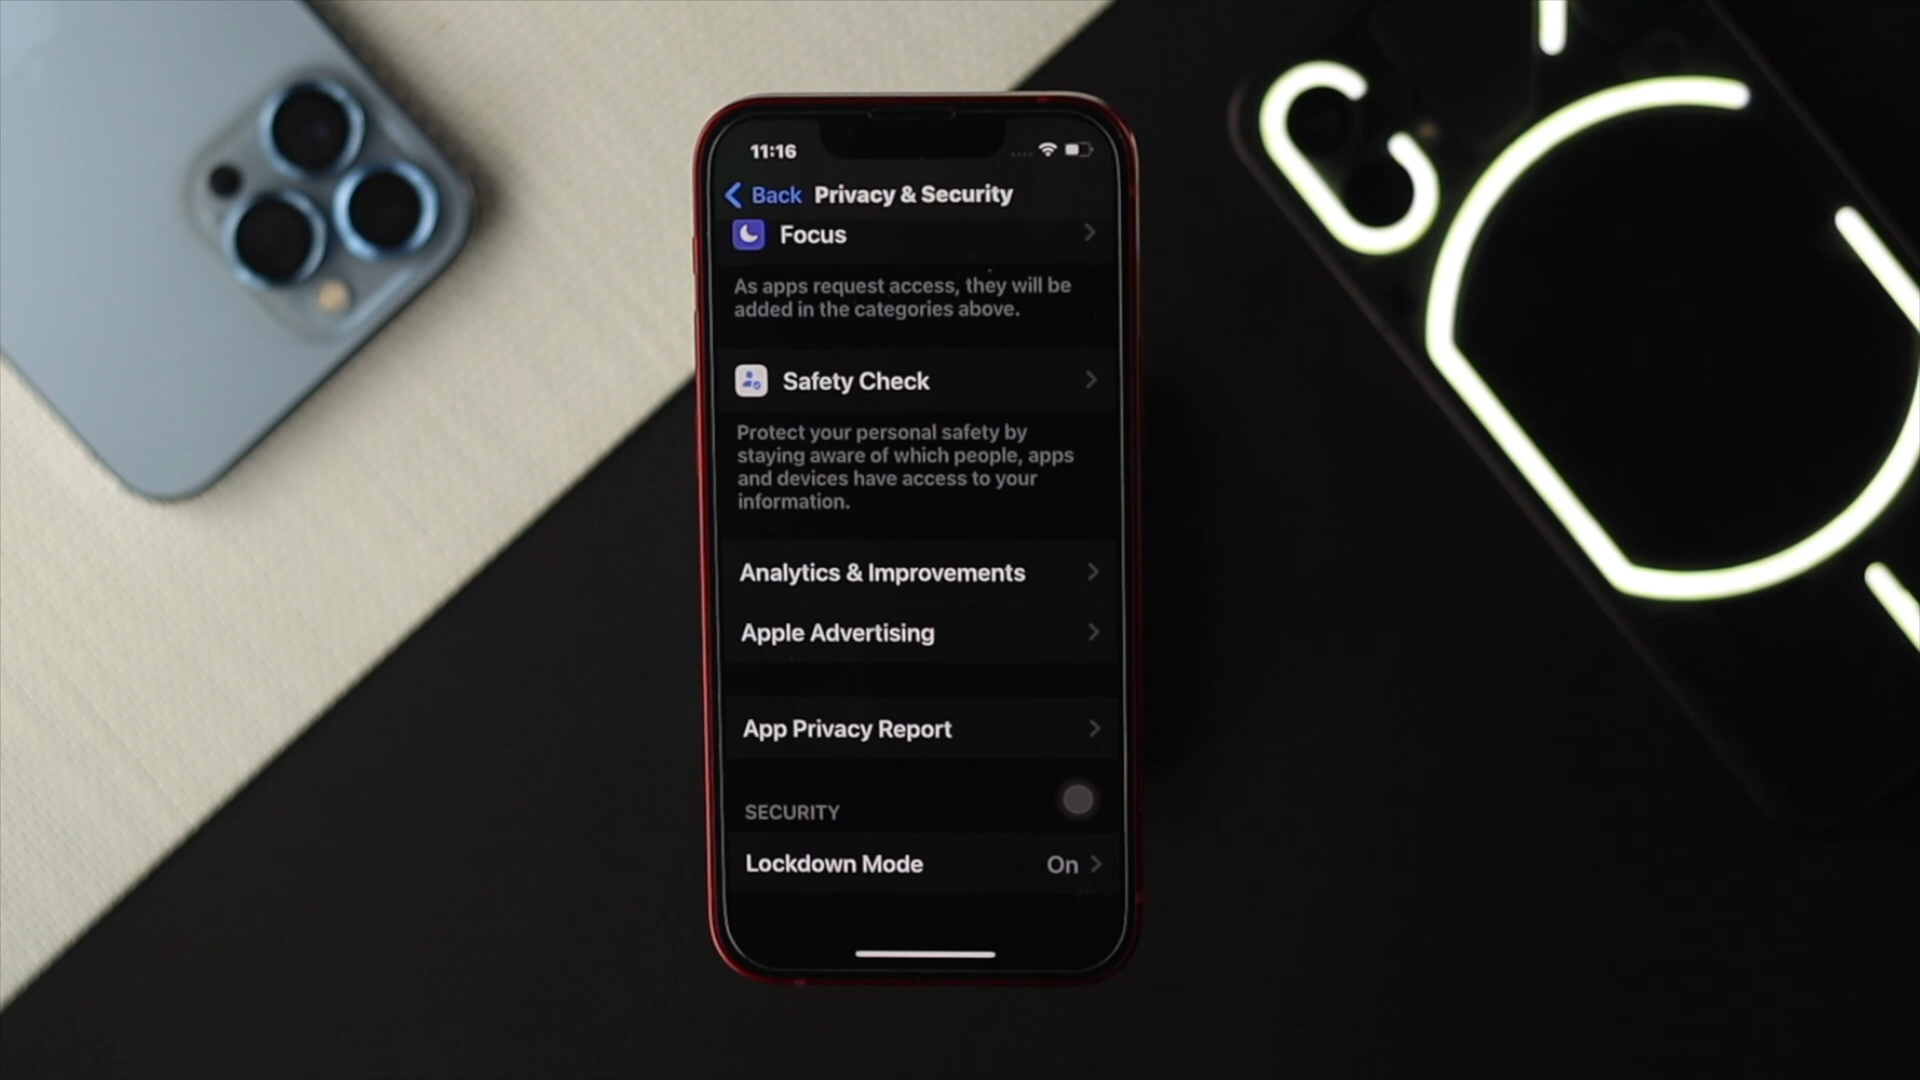 11:16
Back Privacy & Security
Focus
As apps request access, they will be
added in the categories above.
Safety Check
Protect your personal safety by
staying aware of which people, apps
and devices have access to your
information.
Analytics & Improvements
Apple Advertising
App Privacy Report
SECURITY
Lockdown Mode On